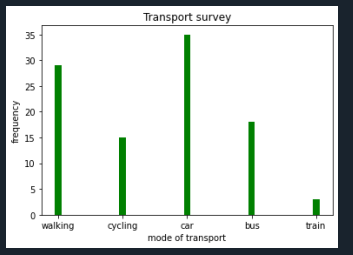 Transport survey
35
30
25
20
15
10
5
0
frequency
walking cycling car bus train
mode of transport